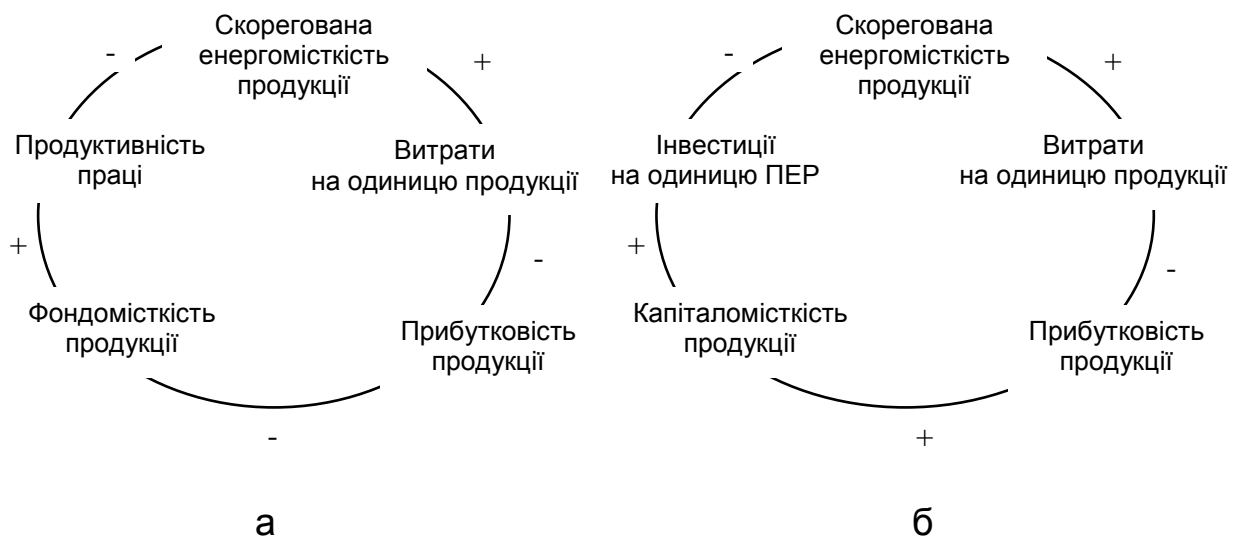 Скорегована
енергомісткість
продукції
-
+
Продуктивність
праці
Витрати
на одиницю продукції
+
-
Фондомісткість
продукції
Прибутковість
продукції
-
а
Скорегована
енергомісткість
продукції
-
+
Інвестиції
на одиницю ПЕР
Витрати
на одиницю продукції
+
-
Капіталомісткість
продукції
Прибутковість
продукції
+
б